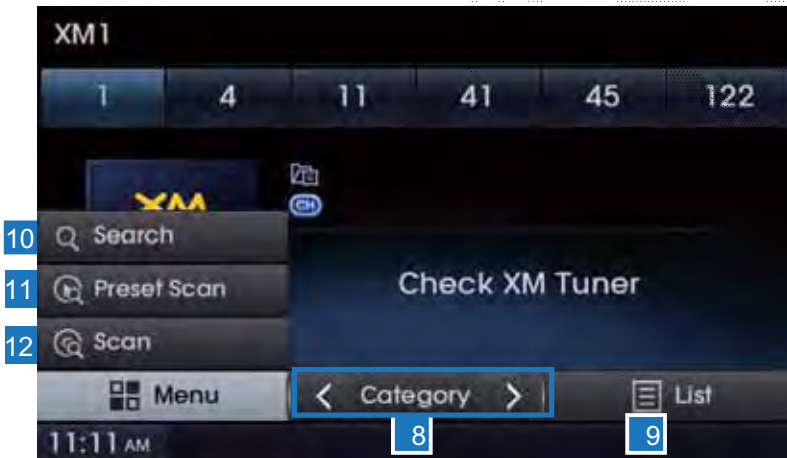 XM1
1 4 11 41 45 122
XM
CH
10 Search
11 Preset Scan
Check XM Tuner
12 Scan
Menu < Category > List
8 9
11:11 AM